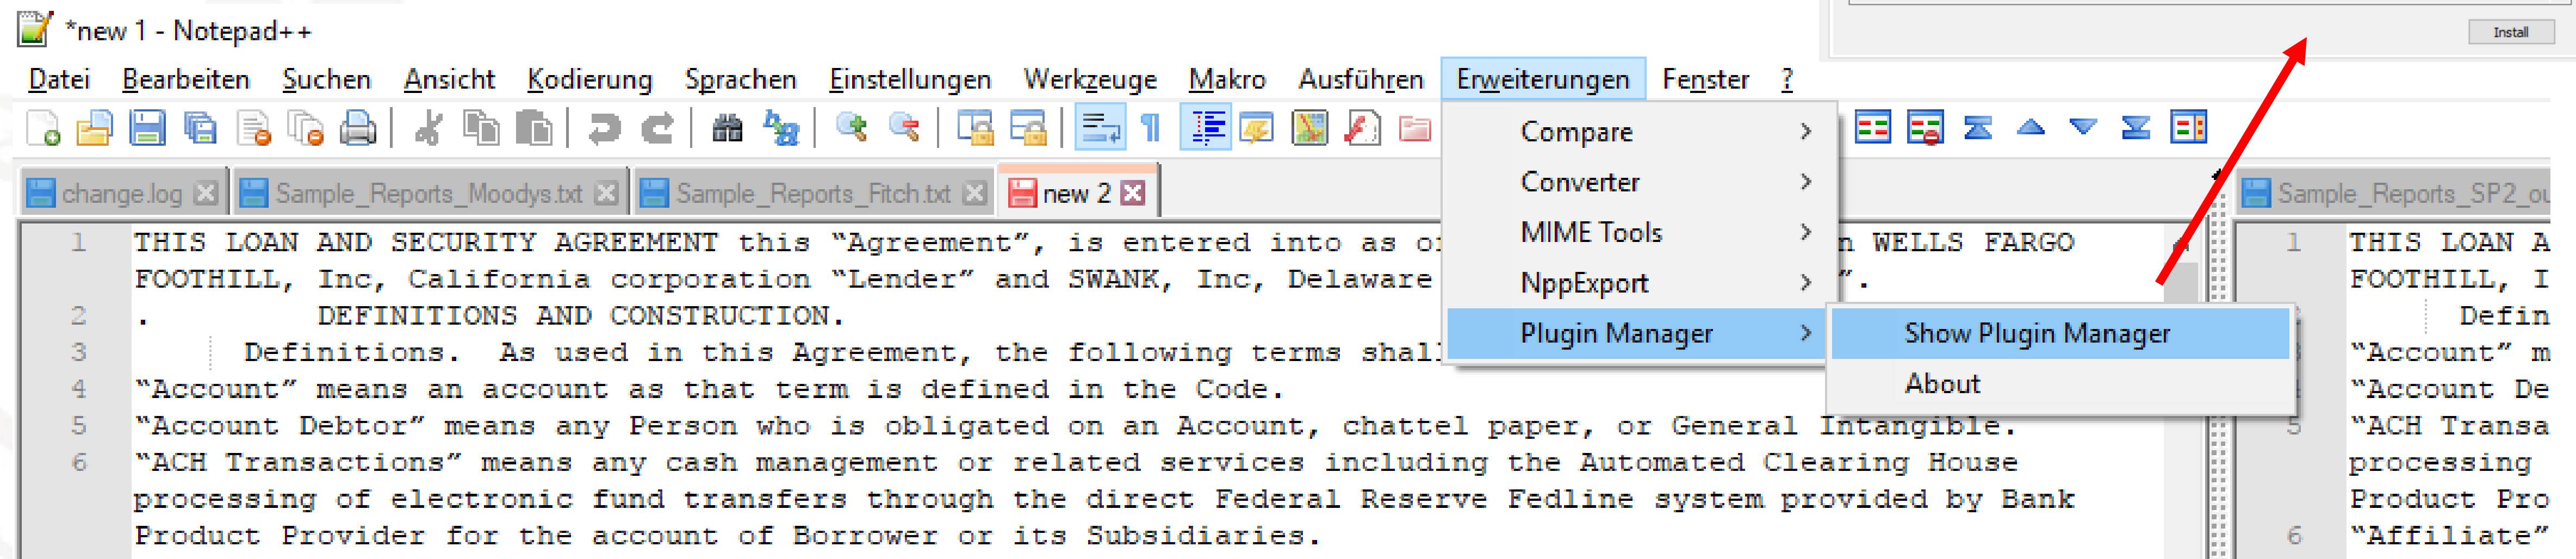 *new 1 - Notepad++
Install
Datei Bearbeiten Suchen Ansicht Kodierung Sprachen Einstellungen Werkzeuge Makro Ausführen Erweiterungen Fenster ?
Compare
Converter
MIME Tools
NppExport
Plugin Manager
Show Plugin Manager
About
change.log Sample_Reports_Moodys.txt Sample_Reports_Fitch.txt new 2
1 THIS LOAN AND SECURITY AGREEMENT this “Agreement”, is entered into as of WELLS FARGO
FOOTHILL, Inc, California corporation “Lender” and SWANK, Inc, Delaware ”.
2 . DEFINITIONS AND CONSTRUCTION.
3 Definitions. As used in this Agreement, the following terms shal
4 “Account” means an account as that term is defined in the Code.
5 “Account Debtor” means any Person who is obligated on an Account, chattel paper, or General Intangible.
6 “ACH Transactions” means any cash management or related services including the Automated Clearing House
processing of electronic fund transfers through the direct Federal Reserve Fedline system provided by Bank
Product Provider for the account of Borrower or its Subsidiaries.
Sample_Reports_SP2_ou
1 THIS LOAN A
FOOTHILL, I
Defin
“Account” m
“Account De
5 “ACH Transa
processing
Product Pro
6 “Affiliate”